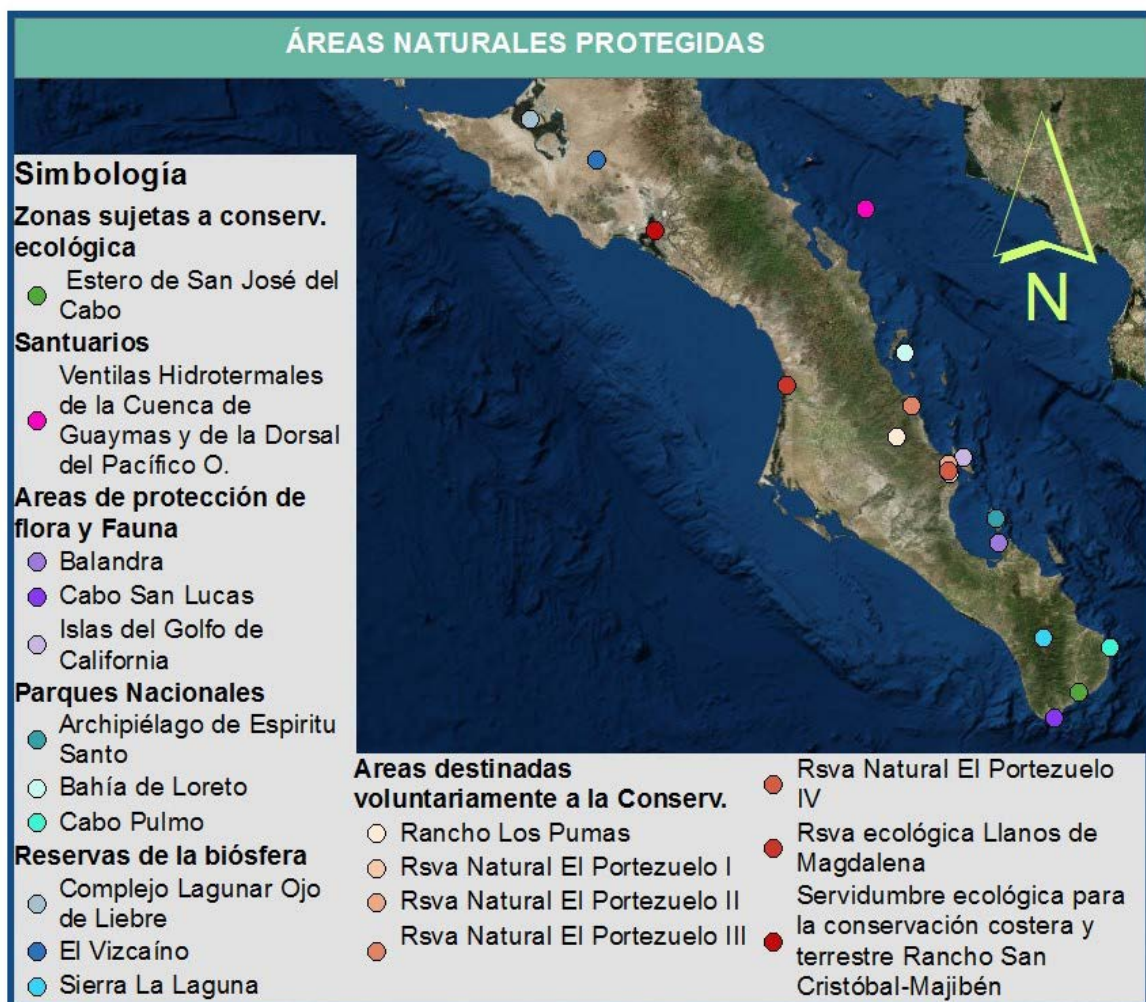 ÁREAS NATURALES PROTEGIDAS
N
Simbología
Zonas sujetas a conserv.
ecológica
Estero de San José del
Cabo
Santuarios
Ventilas Hidrotermales
de la Cuenca de
Guaymas y de la Dorsal
del Pacífico O.
Areas de protección de
flora y Fauna
Balandra
Cabo San Lucas
Islas del Golfo de
California
Parques Nacionales
Archipiélago de Espiritu
Santo
Bahía de Loreto
Cabo Pulmo
Reservas de la biósfera
Complejo Lagunar Ojo
de Liebre
El Vizcaíno
Sierra La Laguna
Areas destinadas
voluntariamente a la Conserv.
Rancho Los Pumas
Rsva Natural El Portezuelo I
Rsva Natural El Portezuelo II
Rsva Natural El Portezuelo III
Rsva Natural El Portezuelo
IV
Rsva ecológica Llanos de
Magdalena
Servidumbre ecológica para
la conservación costera y
terrestre Rancho San
Cristóbal-Majibén